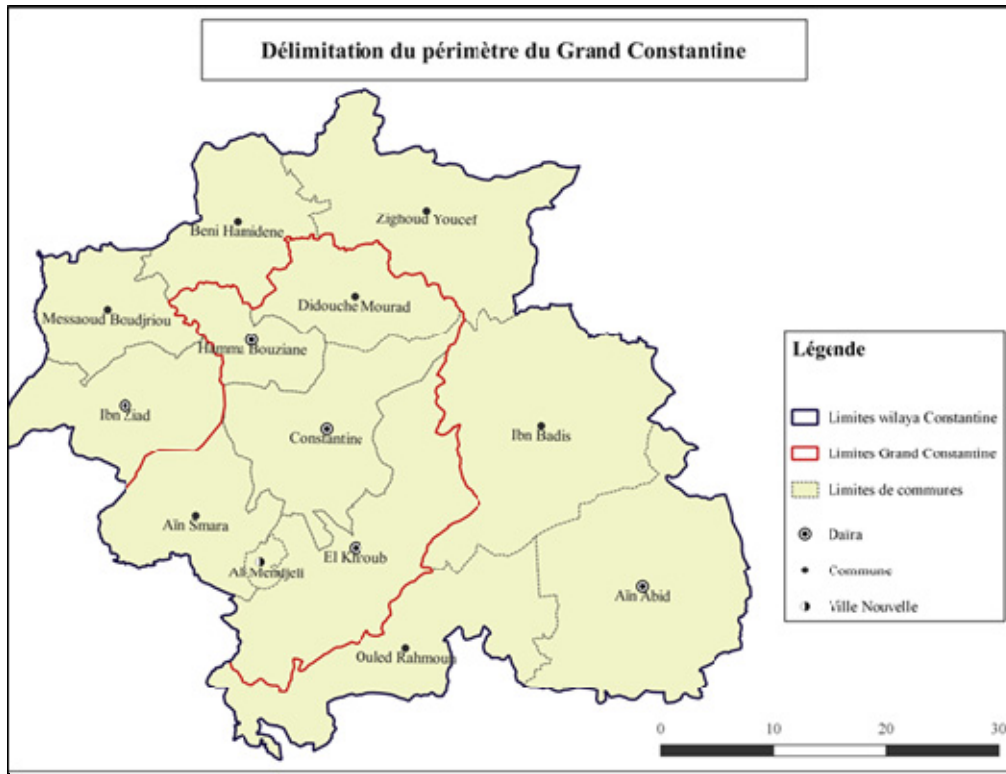 Délimitation du périmètre du Grand Constantine
Zighoud Youcef
Beni Hamidene
Didouche Mourad
Messaoud Boudjriou
Hamma Bouziane
Ibn Ziad
Constantine
Ibn Badis
Aïn Smara
El Khroub
Ali Mendjeli
Aïn Abid
Ouled Rahmoun
Légende
Limites wilaya Constantine
Limites Grand Constantine
Limites de commures
Daïra
Commune
Ville Nouvelle
0 10 20 30